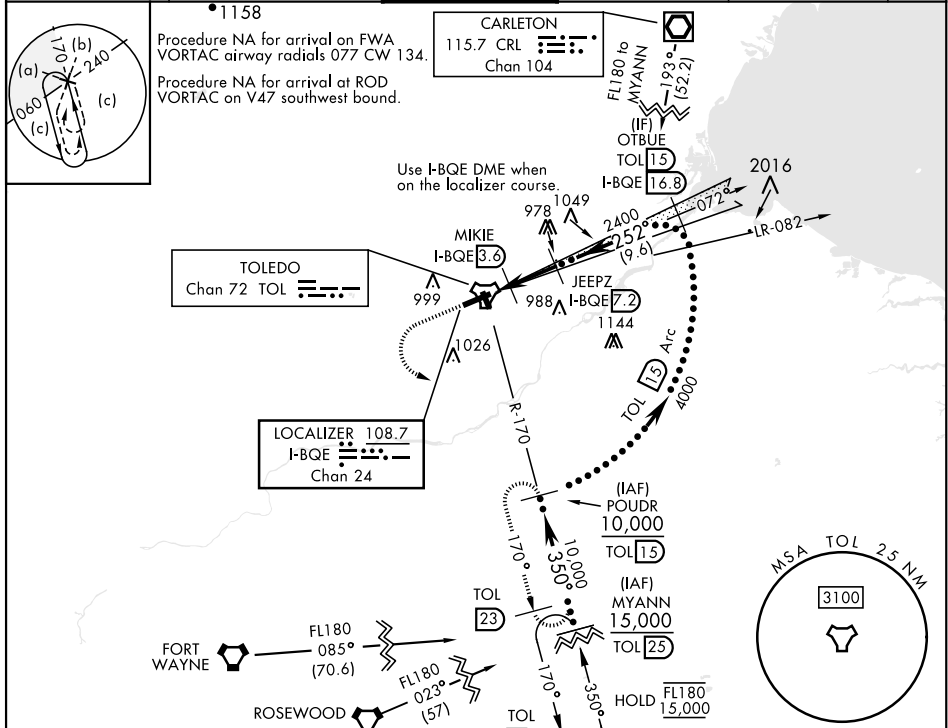 170
(b)
240
(a)
(c)
060
(c)
1158
Procedure NA for arrival on FWA
VORTAC airway radials 077 CW 134.
Procedure NA for arrival at ROD
VORTAC on V47 southwest bound.
CARLETON
115.7 CRL
Chan 104
FL180 to
MYANN
193°
(52.2)
(IF)
OTBUE
TOL 15
I-BQE 16.8
Use I-BQE DME when
on the localizer course.
2016
1049
978
2400
072°
252°
(9.6)
LR-082
MIKIE
I-BQE 3.6
TOLEDO
Chan 72 TOL
999
988
JEEPZ
I-BQE 7.2
1144
1026
TOL 15 Arc
4000
R-170
LOCALIZER 108.7
I-BQE
Chan 24
(IAF)
POUDR
10,000
TOL 15
170°
10,000
350°
(IAF)
MYANN
15,000
TOL 25
TOL
23
MSA TOL 25 NM
3100
FORT
WAYNE
FL180
085°
(70.6)
FL180
023°
(57)
ROSEWOOD
170°
350°
HOLD FL180
15,000
TOL